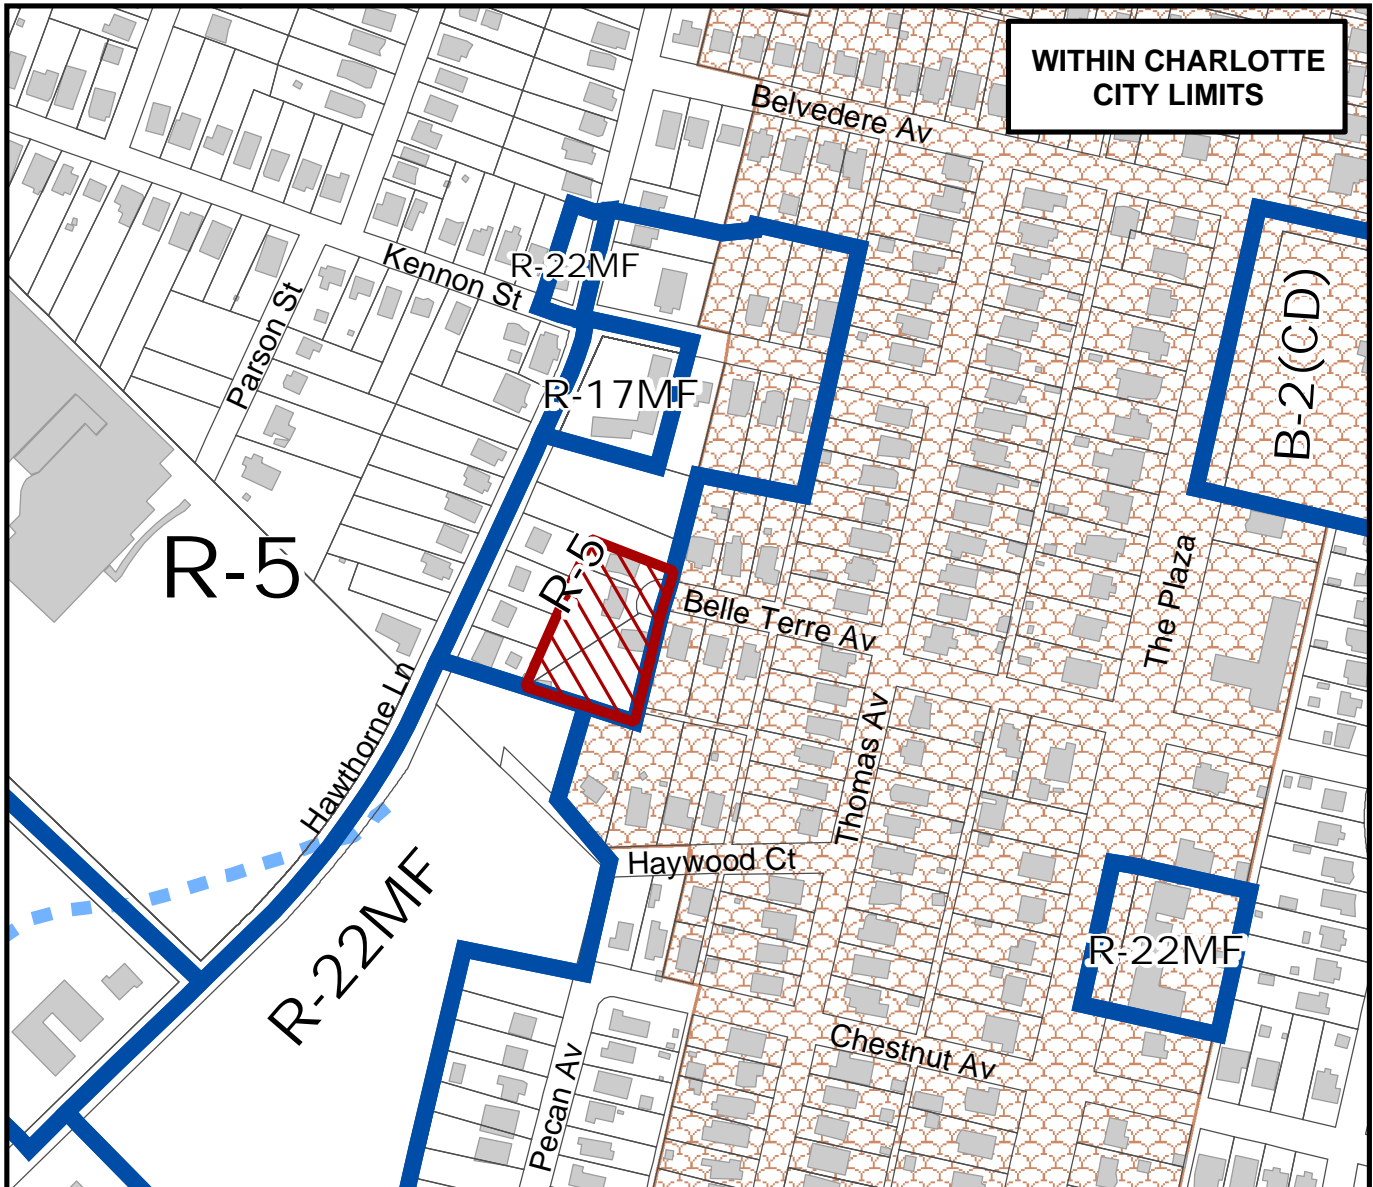 WITHIN CHARLOTTE
CITY LIMITS
Belvedere Av
Kennon St
R-22MF
Parson St
B-2(CD)
R-17MF
R-5
R-5
Belle Terre Av
The Plaza
Hawthorne Ln
Thomas Av
Haywood Ct
R-22MF
R-22MF
Chestnut Av
Pecan Av